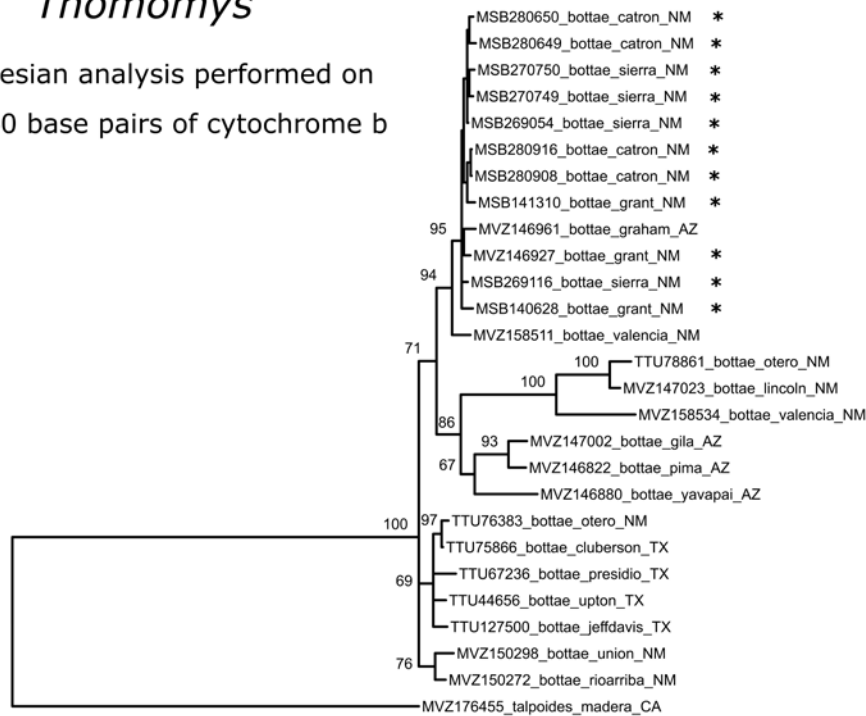 Thomomys
esian analysis performed on
0 base pairs of cytochrome b
MSB280650_bottae_catron_NM *
MSB280649_bottae_catron_NM *
MSB270750_bottae_sierra_NM *
MSB270749_bottae_sierra_NM *
MSB269054_bottae_sierra_NM *
MSB280916_bottae_catron_NM *
MSB280908_bottae_catron_NM *
MSB141310_bottae_grant_NM *
95
MVZ146961_bottae_graham_AZ
MVZ146927_bottae_grant_NM *
94
MSB269116_bottae_sierra_NM *
MSB140628_bottae_grant_NM *
MVZ158511_bottae_valencia_NM
71
100
TTU78861_bottae_otero_NM
100
MVZ147023_bottae_lincoln_NM
MVZ158534_bottae_valencia_NM
86
93
MVZ147002_bottae_gila_AZ
67
MVZ146822_bottae_pima_AZ
MVZ146880_bottae_yavapai_AZ
100
97
TTU76383_bottae_otero_NM
TTU75866_bottae_cluberson_TX
69
TTU67236_bottae_presidio_TX
TTU44656_bottae_upton_TX
TTU127500_bottae_jeffdavis_TX
76
MVZ150298_bottae_union_NM
MVZ150272_bottae_rioarriba_NM
MVZ176455_talpoides_madera_CA